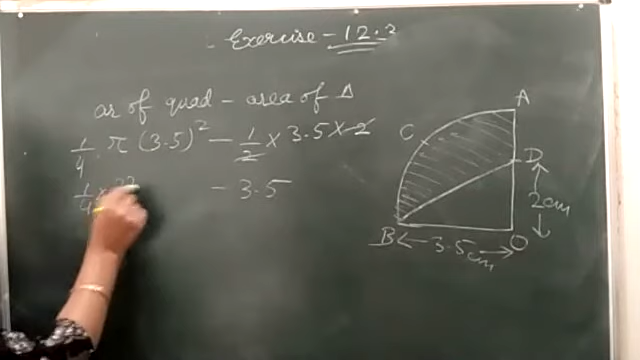 Exercise - 12.3
ar of quad - area of Δ
1/4 · π (3.5)² - 1/2 × 3.5 × 2
1/4 × 22 - 3.5
A
C
D
2cm
B
3.5cm
O